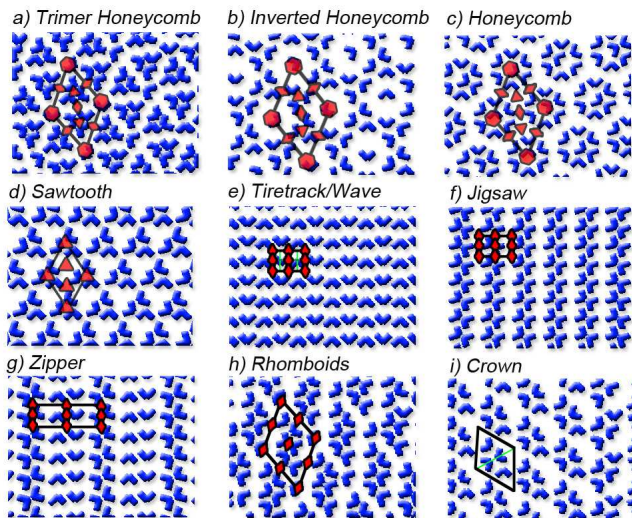 a) Trimer Honeycomb
b) Inverted Honeycomb
c) Honeycomb
d) Sawtooth
e) Tiretrack/Wave
f) Jigsaw
g) Zipper
h) Rhomboids
i) Crown